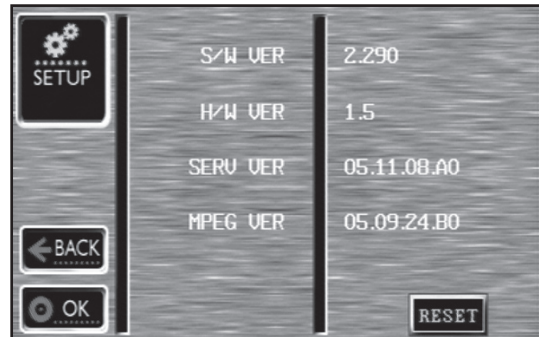 SETUP
S/W VER 2.290
H/W VER 1.5
SERV VER 05.11.08.A0
MPEG VER 05.09.24.B0
BACK
OK
RESET